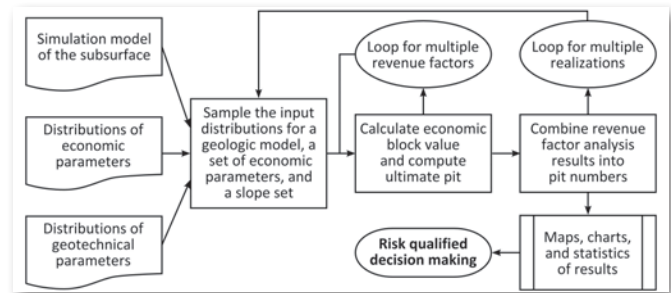 Simulation model
of the subsurface
Distributions of
economic
parameters
Distributions of
geotechnical
parameters
Sample the input
distributions for a
geologic model, a
set of economic
parameters, and
a slope set
Loop for multiple
revenue factors
Calculate economic
block value
and compute
ultimate pit
Loop for multiple
realizations
Combine revenue
factor analysis
results into
pit numbers
Maps, charts,
and statistics
of results
Risk qualified
decision making